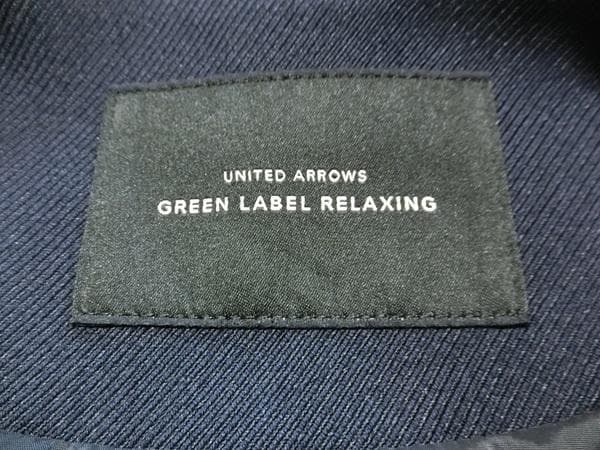 UNITED ARROWS
GREEN LABEL RELAXING